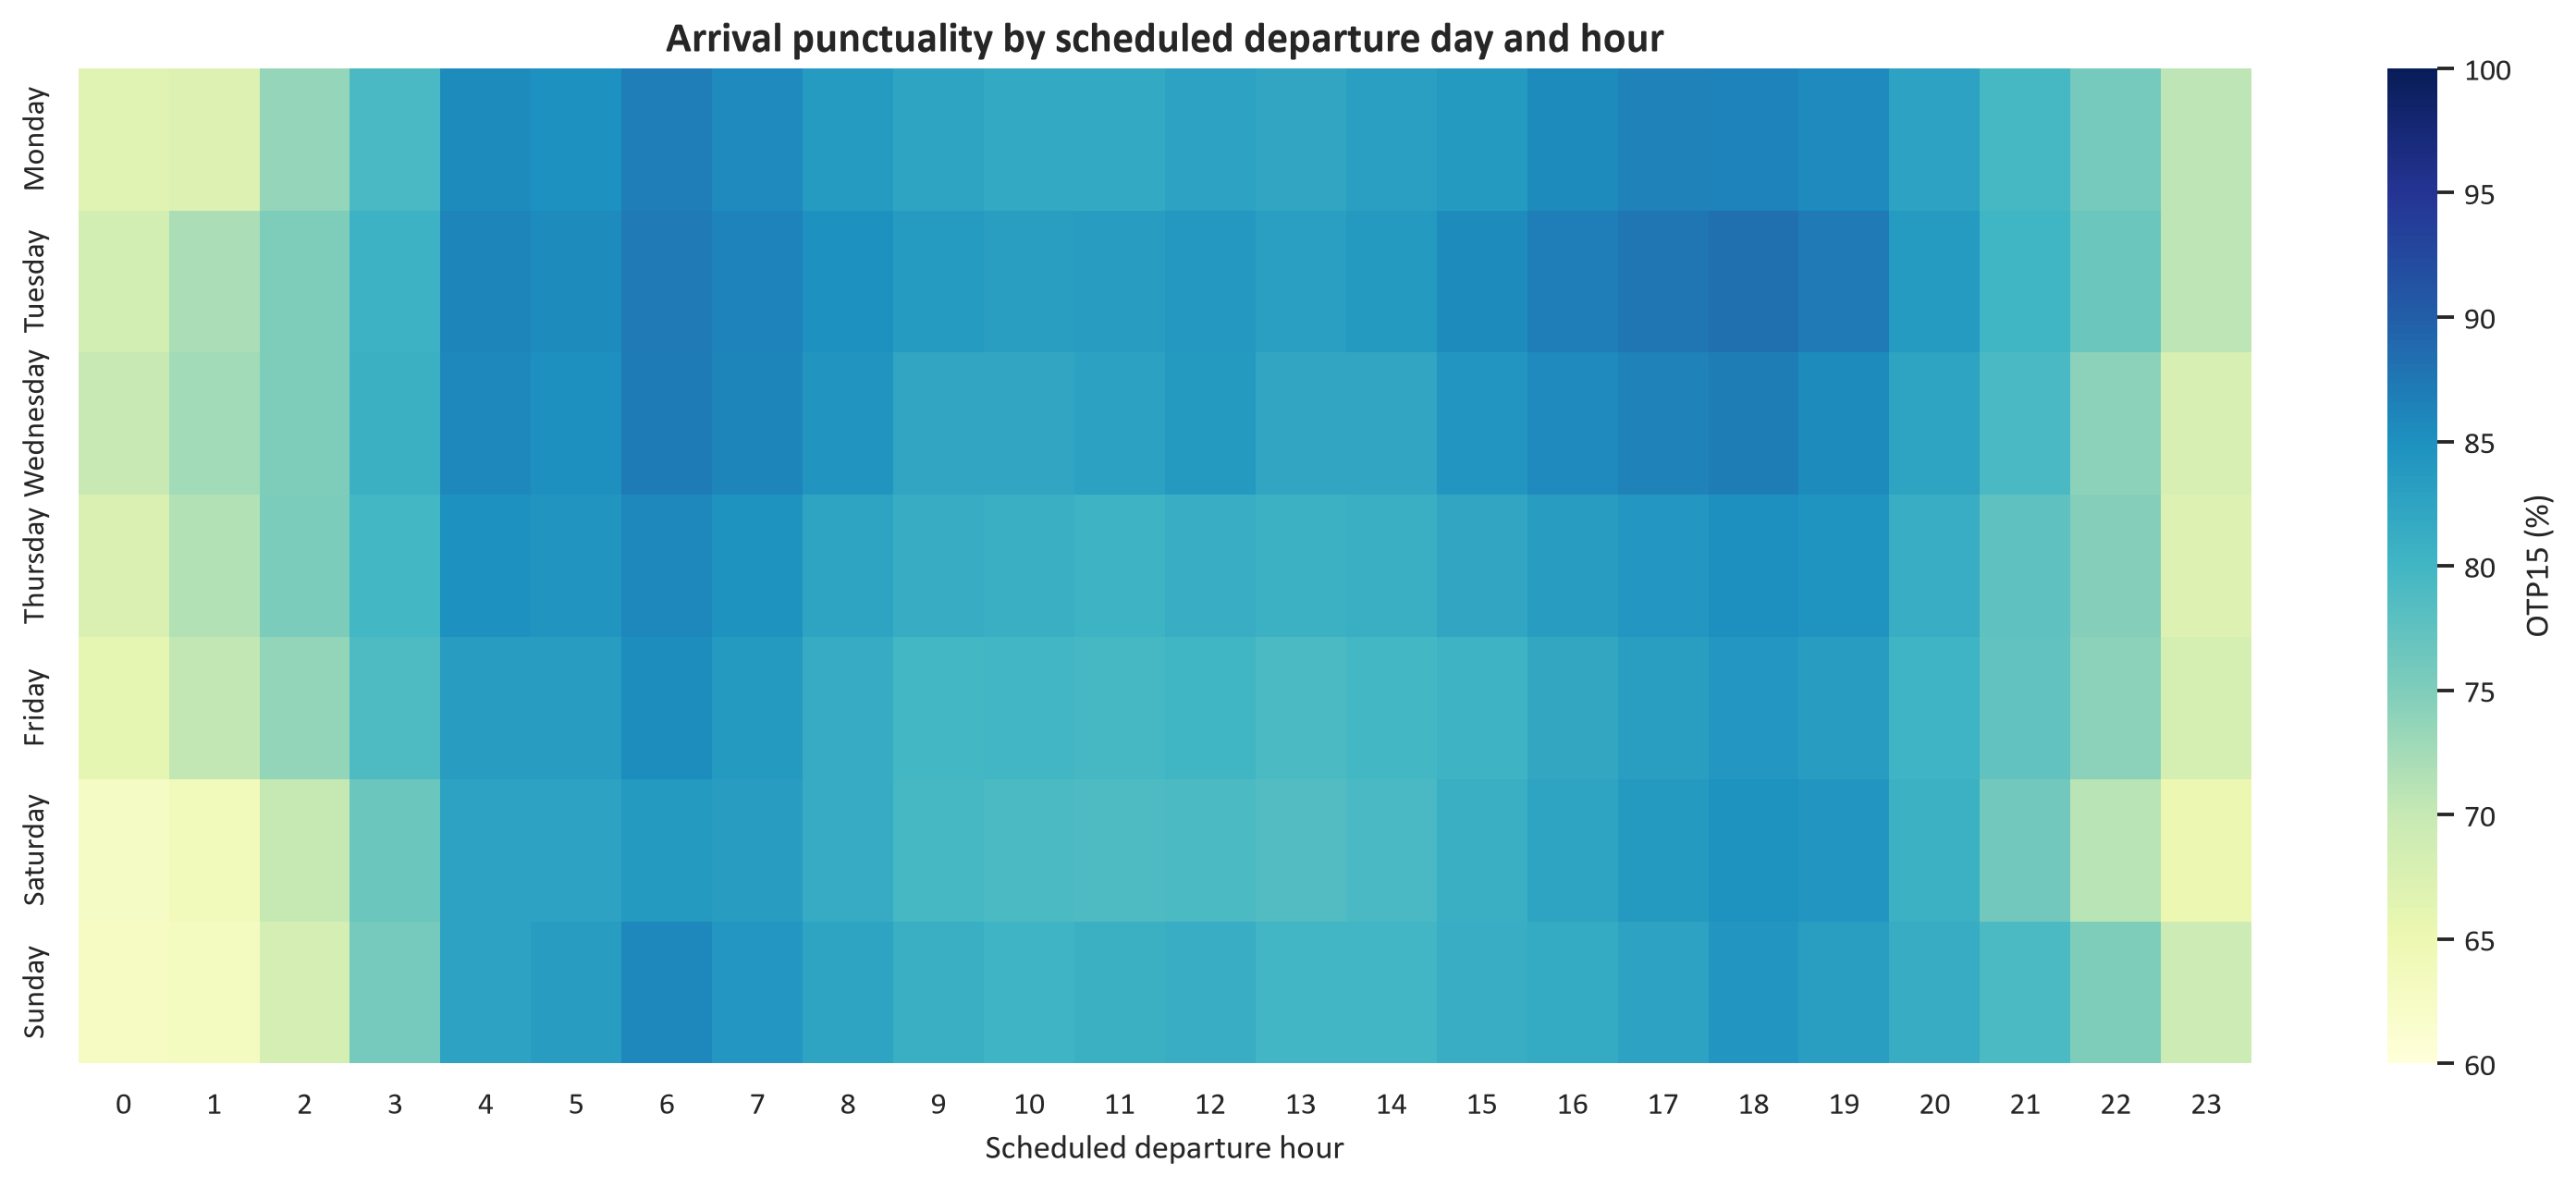 Arrival punctuality by scheduled departure day and hour
Monday
Tuesday
Wednesday
Thursday
Friday
Saturday
Sunday
0 1 2 3 4 5 6 7 8 9 10 11 12 13 14 15 16 17 18 19 20 21 22 23
Scheduled departure hour
100
95
90
85
80
75
70
65
60
OTP15 (%)